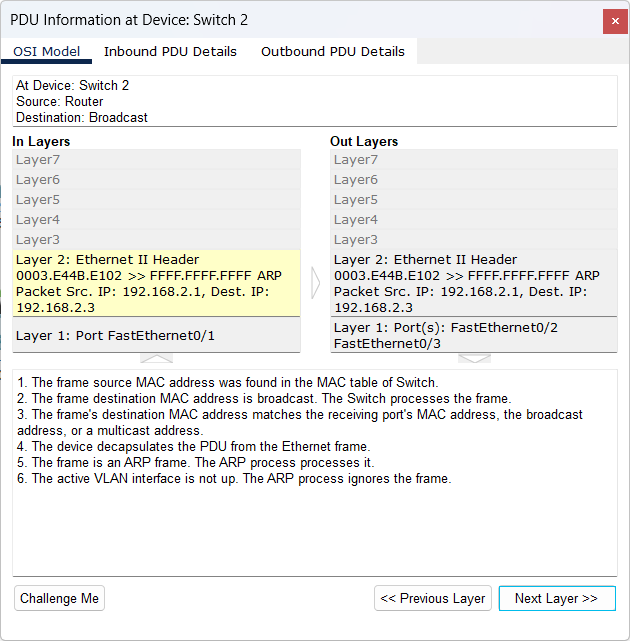 PDU Information at Device: Switch 2
OSI Model
Inbound PDU Details
Outbound PDU Details
At Device: Switch 2
Source: Router
Destination: Broadcast
In Layers
Layer7
Layer6
Layer5
Layer4
Layer3
Layer 2: Ethernet II Header
0003.E44B.E102 >> FFFF.FFFF.FFFF ARP
Packet Src. IP: 192.168.2.1, Dest. IP:
192.168.2.3
Layer 1: Port FastEthernet0/1
Out Layers
Layer7
Layer6
Layer5
Layer4
Layer3
Layer 2: Ethernet II Header
0003.E44B.E102 >> FFFF.FFFF.FFFF ARP
Packet Src. IP: 192.168.2.1, Dest. IP:
192.168.2.3
Layer 1: Port(s): FastEthernet0/2
FastEthernet0/3
1. The frame source MAC address was found in the MAC table of Switch.
2. The frame destination MAC address is broadcast. The Switch processes the frame.
3. The frame's destination MAC address matches the receiving port's MAC address, the broadcast
address, or a multicast address.
4. The device decapsulates the PDU from the Ethernet frame.
5. The frame is an ARP frame. The ARP process processes it.
6. The active VLAN interface is not up. The ARP process ignores the frame.
Challenge Me
<< Previous Layer
Next Layer >>